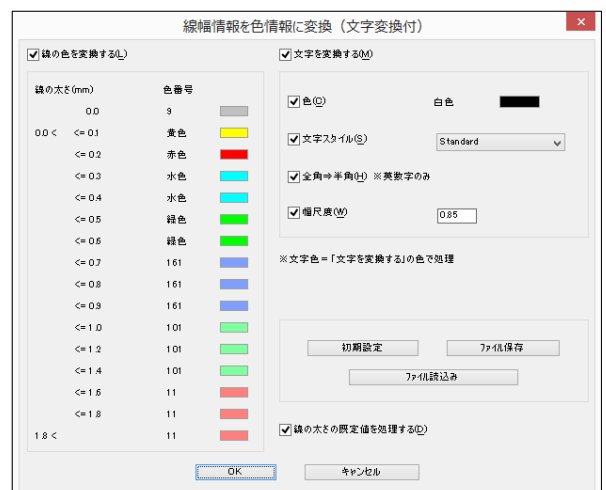 線幅情報を色情報に変換（文字変換付）
×
線の色を変換する(L)
線の太さ(mm) 色番号
0.0 9
0.0 < <= 0.1 黄色
<= 0.2 赤色
<= 0.3 水色
<= 0.4 水色
<= 0.5 緑色
<= 0.6 緑色
<= 0.7 161
<= 0.8 161
<= 0.9 161
<= 1.0 101
<= 1.2 101
<= 1.4 101
<= 1.6 11
<= 1.8 11
1.8 < 11
文字を変換する(M)
色(C) 白色
文字スタイル(S) Standard
全角⇒半角(H) ※英数字のみ
幅尺度(W) 0.85
※文字色＝「文字を変換する」の色で処理
初期設定 ファイル保存
ファイル読込み
線の太さの既定値を処理する(D)
OK キャンセル